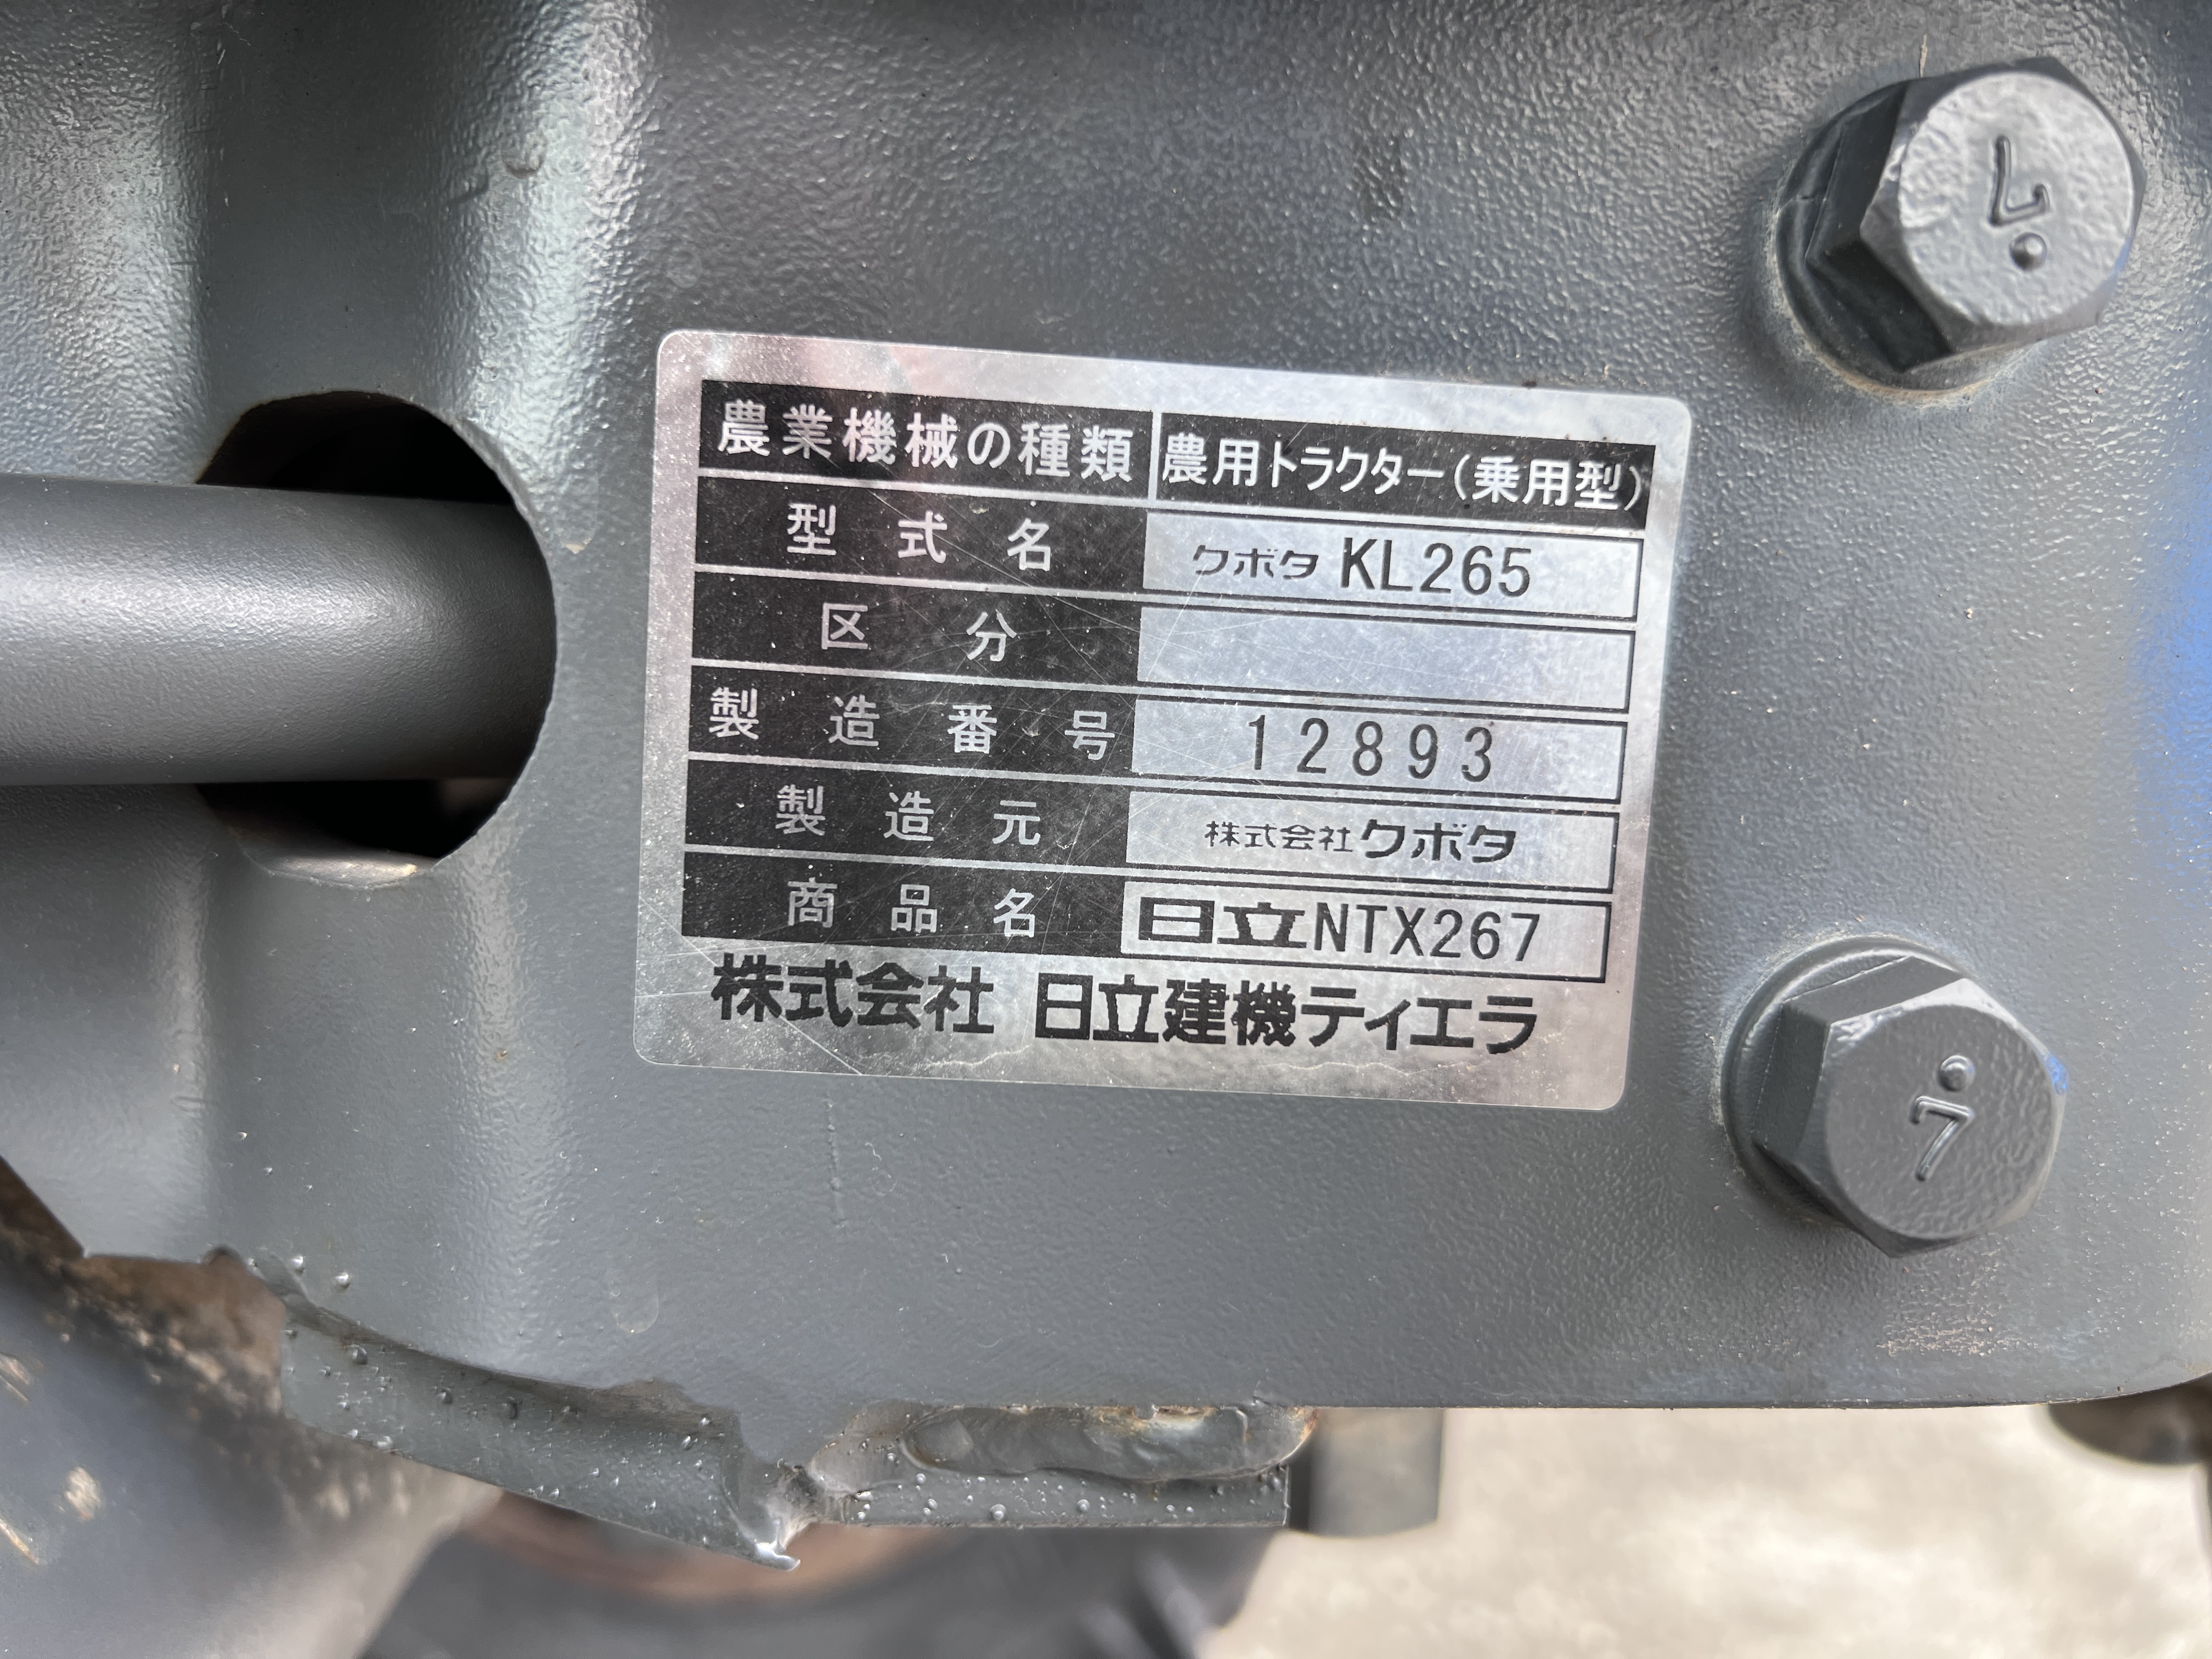 農業機械の種類 農用トラクター(乗用型)
型式名 クボタ KL265
区分
製造番号 12893
製造元 株式会社クボタ
商品名 日立NTX267
株式会社 日立建機ティエラ
7
7